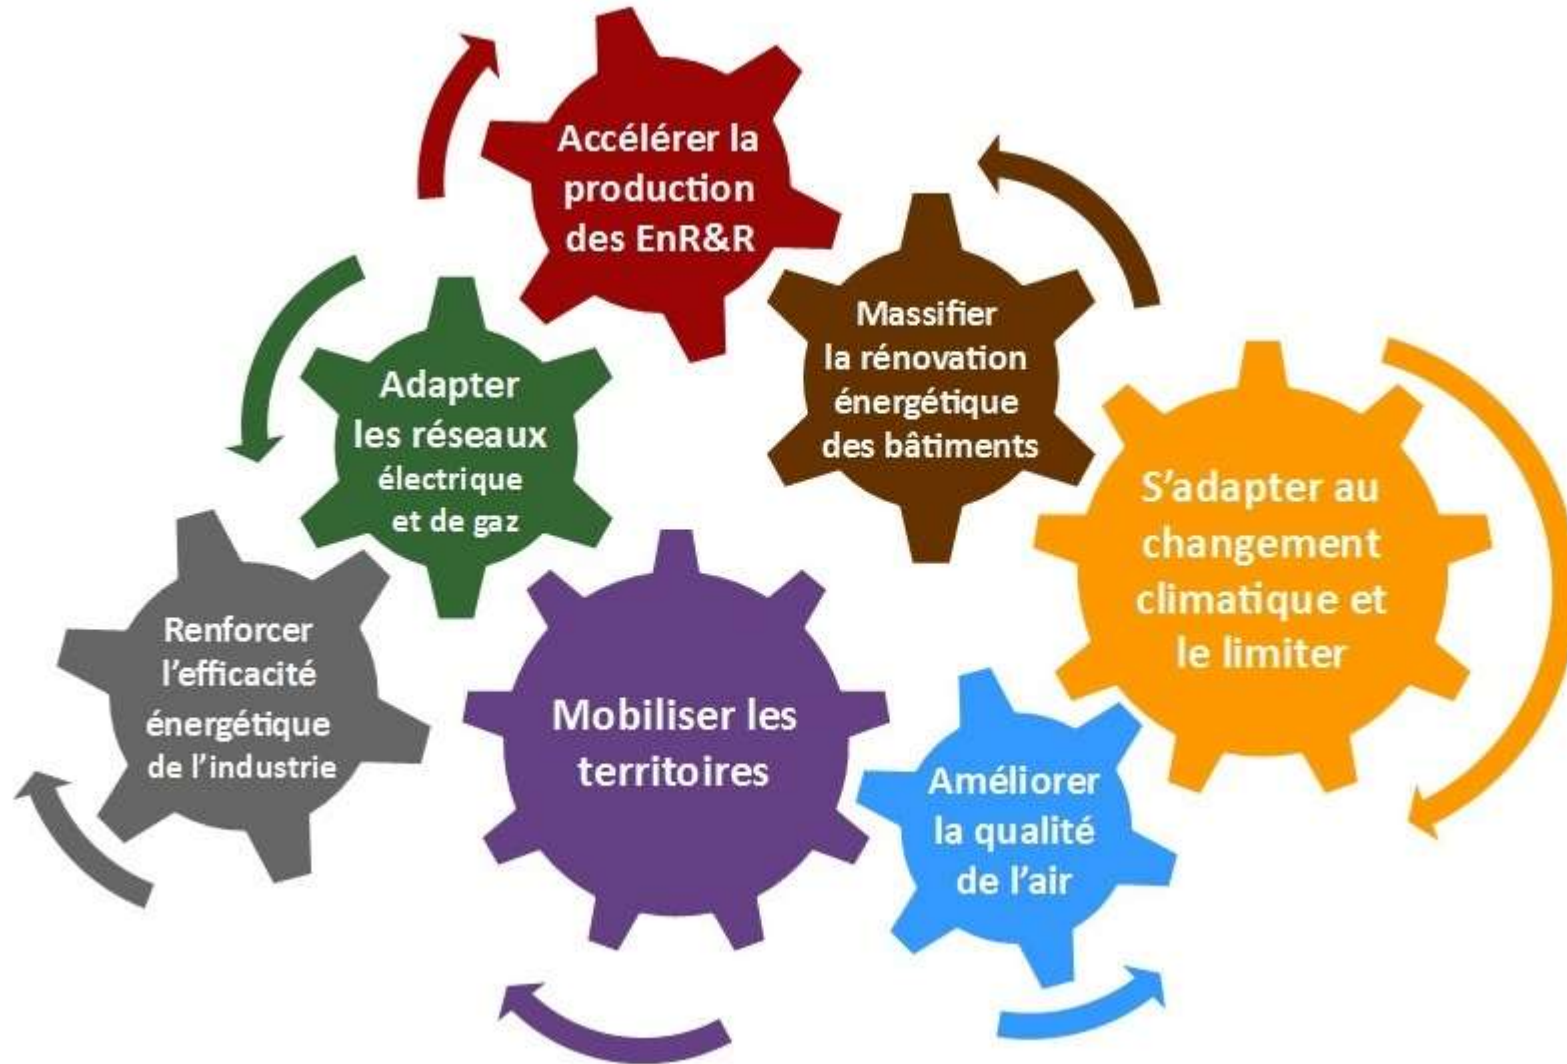 Accélérer la
production
des EnR&R
Massifier
la rénovation
énergétique
des bâtiments
Adapter
les réseaux
électrique
et de gaz
S’adapter au
changement
climatique et
le limiter
Renforcer
l’efficacité
énergétique
de l’industrie
Mobiliser les
territoires
Améliorer
la qualité
de l’air